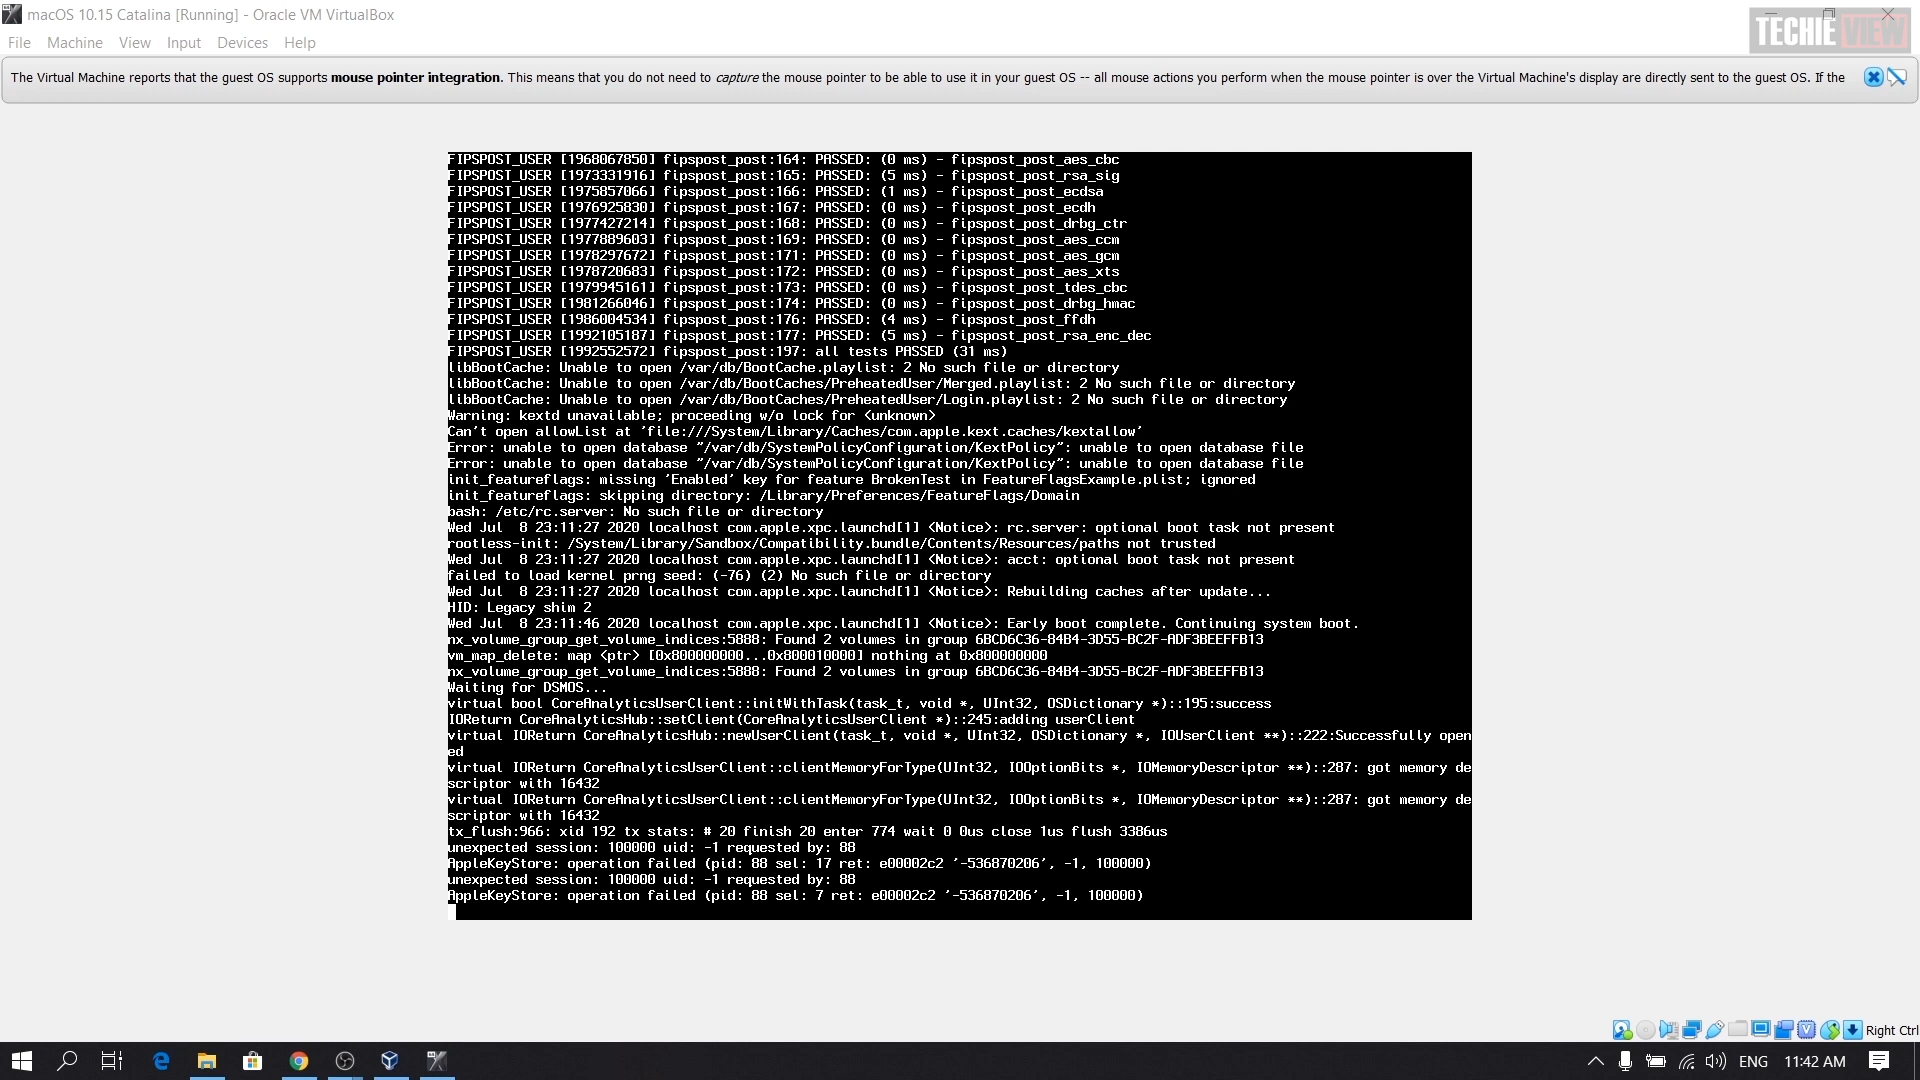 macOS 10.15 Catalina [Running] - Oracle VM VirtualBox
TECHIE VIEW
File Machine View Input Devices Help
The Virtual Machine reports that the guest OS supports mouse pointer integration. This means that you do not need to capture the mouse pointer to be able to use it in your guest OS -- all mouse actions you perform when the mouse pointer is over the Virtual Machine's display are directly sent to the guest OS. If the
FIPSPOST_USER [1968067850] fipspost_post:164: PASSED: (0 ms) - fipspost_post_aes_cbc
FIPSPOST_USER [1973331916] fipspost_post:165: PASSED: (5 ms) - fipspost_post_rsa_sig
FIPSPOST_USER [1975857066] fipspost_post:166: PASSED: (1 ms) - fipspost_post_ecdsa
FIPSPOST_USER [1976925830] fipspost_post:167: PASSED: (0 ms) - fipspost_post_ecdh
FIPSPOST_USER [1977427214] fipspost_post:168: PASSED: (0 ms) - fipspost_post_drbg_ctr
FIPSPOST_USER [1977889603] fipspost_post:169: PASSED: (0 ms) - fipspost_post_aes_ccm
FIPSPOST_USER [1978297672] fipspost_post:171: PASSED: (0 ms) - fipspost_post_aes_gcm
FIPSPOST_USER [1978720683] fipspost_post:172: PASSED: (0 ms) - fipspost_post_aes_xts
FIPSPOST_USER [1979945161] fipspost_post:173: PASSED: (0 ms) - fipspost_post_tdes_cbc
FIPSPOST_USER [1981266046] fipspost_post:174: PASSED: (0 ms) - fipspost_post_drbg_hmac
FIPSPOST_USER [1986004534] fipspost_post:176: PASSED: (4 ms) - fipspost_post_ffdh
FIPSPOST_USER [1992105187] fipspost_post:177: PASSED: (5 ms) - fipspost_post_rsa_enc_dec
FIPSPOST_USER [1992552572] fipspost_post:197: all tests PASSED (31 ms)
libBootCache: Unable to open /var/db/BootCache.playlist: 2 No such file or directory
libBootCache: Unable to open /var/db/BootCaches/PreheatedUser/Merged.playlist: 2 No such file or directory
libBootCache: Unable to open /var/db/BootCaches/PreheatedUser/Login.playlist: 2 No such file or directory
Warning: kextd unavailable; proceeding w/o lock for <unknown>
Can't open allowList at 'file:///System/Library/Caches/com.apple.kext.caches/kextallow'
Error: unable to open database "/var/db/SystemPolicyConfiguration/KextPolicy": unable to open database file
Error: unable to open database "/var/db/SystemPolicyConfiguration/KextPolicy": unable to open database file
init_featureflags: missing 'Enabled' key for feature BrokenTest in FeatureFlagsExample.plist; ignored
init_featureflags: skipping directory: /Library/Preferences/FeatureFlags/Domain
bash: /etc/rc.server: No such file or directory
Wed Jul  8 23:11:27 2020 localhost com.apple.xpc.launchd[1] <Notice>: rc.server: optional boot task not present
rootless-init: /System/Library/Sandbox/Compatibility.bundle/Contents/Resources/paths not trusted
Wed Jul  8 23:11:27 2020 localhost com.apple.xpc.launchd[1] <Notice>: acct: optional boot task not present
failed to load kernel prng seed: (-76) (2) No such file or directory
Wed Jul  8 23:11:27 2020 localhost com.apple.xpc.launchd[1] <Notice>: Rebuilding caches after update...
HID: Legacy shim 2
Wed Jul  8 23:11:46 2020 localhost com.apple.xpc.launchd[1] <Notice>: Early boot complete. Continuing system boot.
nx_volume_group_get_volume_indices:5888: Found 2 volumes in group 6BCD6C36-84B4-3D55-BC2F-ADF3BEEFFB13
vm_map_delete: map <ptr> [0x800000000...0x800010000] nothing at 0x800000000
nx_volume_group_get_volume_indices:5888: Found 2 volumes in group 6BCD6C36-84B4-3D55-BC2F-ADF3BEEFFB13
Waiting for DSMOS...
virtual bool CoreAnalyticsUserClient::initWithTask(task_t, void *, UInt32, OSDictionary *)::195:success
IOReturn CoreAnalyticsHub::setClient(CoreAnalyticsUserClient *)::245:adding userClient
virtual IOReturn CoreAnalyticsHub::newUserClient(task_t, void *, UInt32, OSDictionary *, IOUserClient **)::222:Successfully open
ed
virtual IOReturn CoreAnalyticsUserClient::clientMemoryForType(UInt32, IOOptionBits *, IOMemoryDescriptor **)::287: got memory de
scriptor with 16432
virtual IOReturn CoreAnalyticsUserClient::clientMemoryForType(UInt32, IOOptionBits *, IOMemoryDescriptor **)::287: got memory de
scriptor with 16432
tx_flush:966: xid 192 tx stats: # 20 finish 20 enter 774 wait 0 0us close 1us flush 3386us
unexpected session: 100000 uid: -1 requested by: 88
AppleKeyStore: operation failed (pid: 88 sel: 17 ret: e00002c2 '-536870206', -1, 100000)
unexpected session: 100000 uid: -1 requested by: 88
AppleKeyStore: operation failed (pid: 88 sel: 7 ret: e00002c2 '-536870206', -1, 100000)
Right Ctrl
ENG 11:42 AM